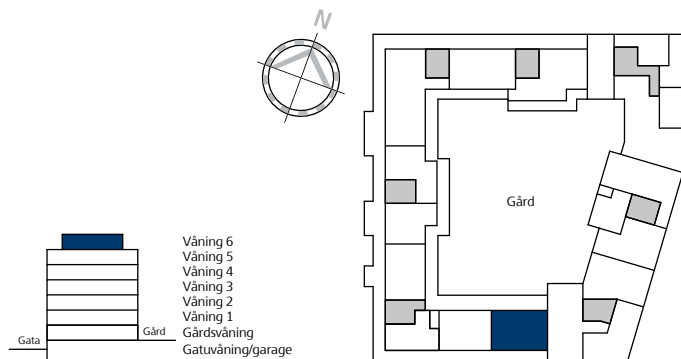 N
Gård
Våning 6
Våning 5
Våning 4
Våning 3
Våning 2
Våning 1
Gård
Gårdsvåning
Gata
Gatuvåning/garage